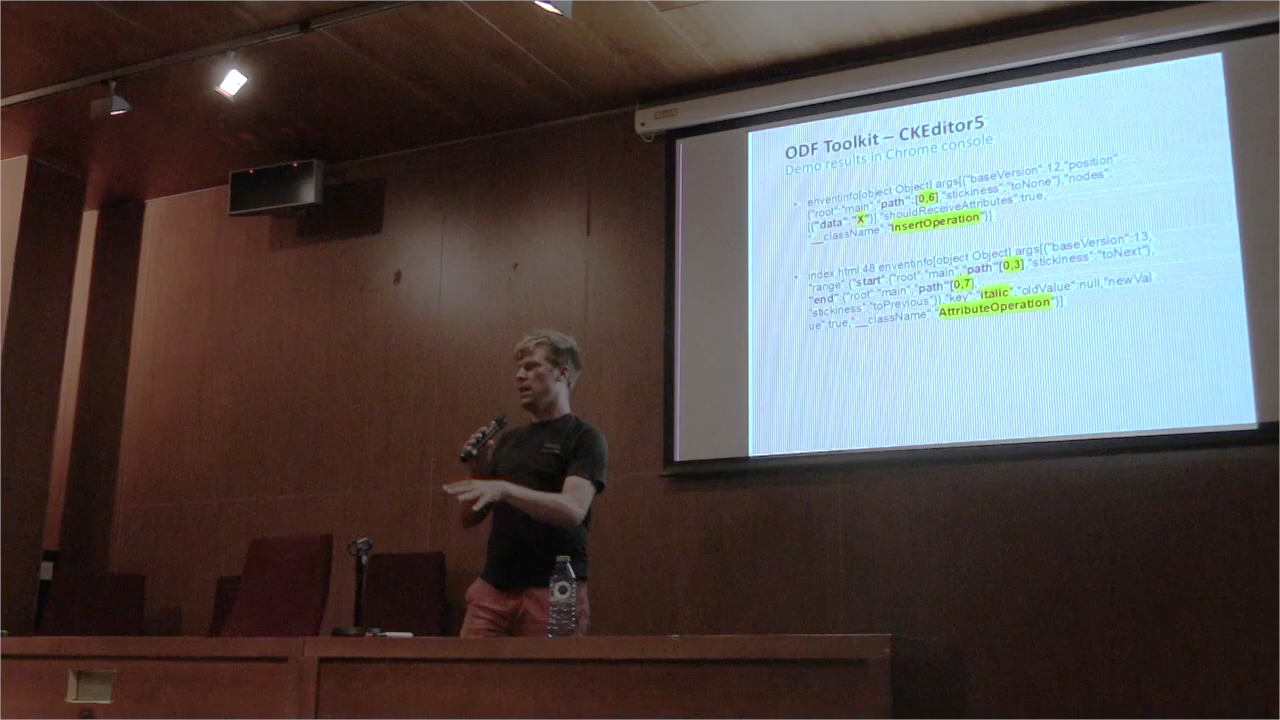 ODF Toolkit – CKEditor5
Demo results in Chrome console
• enventinfo[object Object] args[{"baseVersion":12,"position":
{"root":"main","path":[0,6],"stickiness":"toNone"},"nodes":
[{"data":"X"}],"shouldReceiveAttributes":true,
"__className":"InsertOperation"}]
• index.html:48 enventinfo[object Object] args[{"baseVersion":13,
"range":{"start":{"root":"main","path":[0,3],"stickiness":"toNext"},
"end":{"root":"main","path":[0,7],
"stickiness":"toPrevious"}},"key":"italic","oldValue":null,"newVal
ue":true,"__className":"AttributeOperation"}]